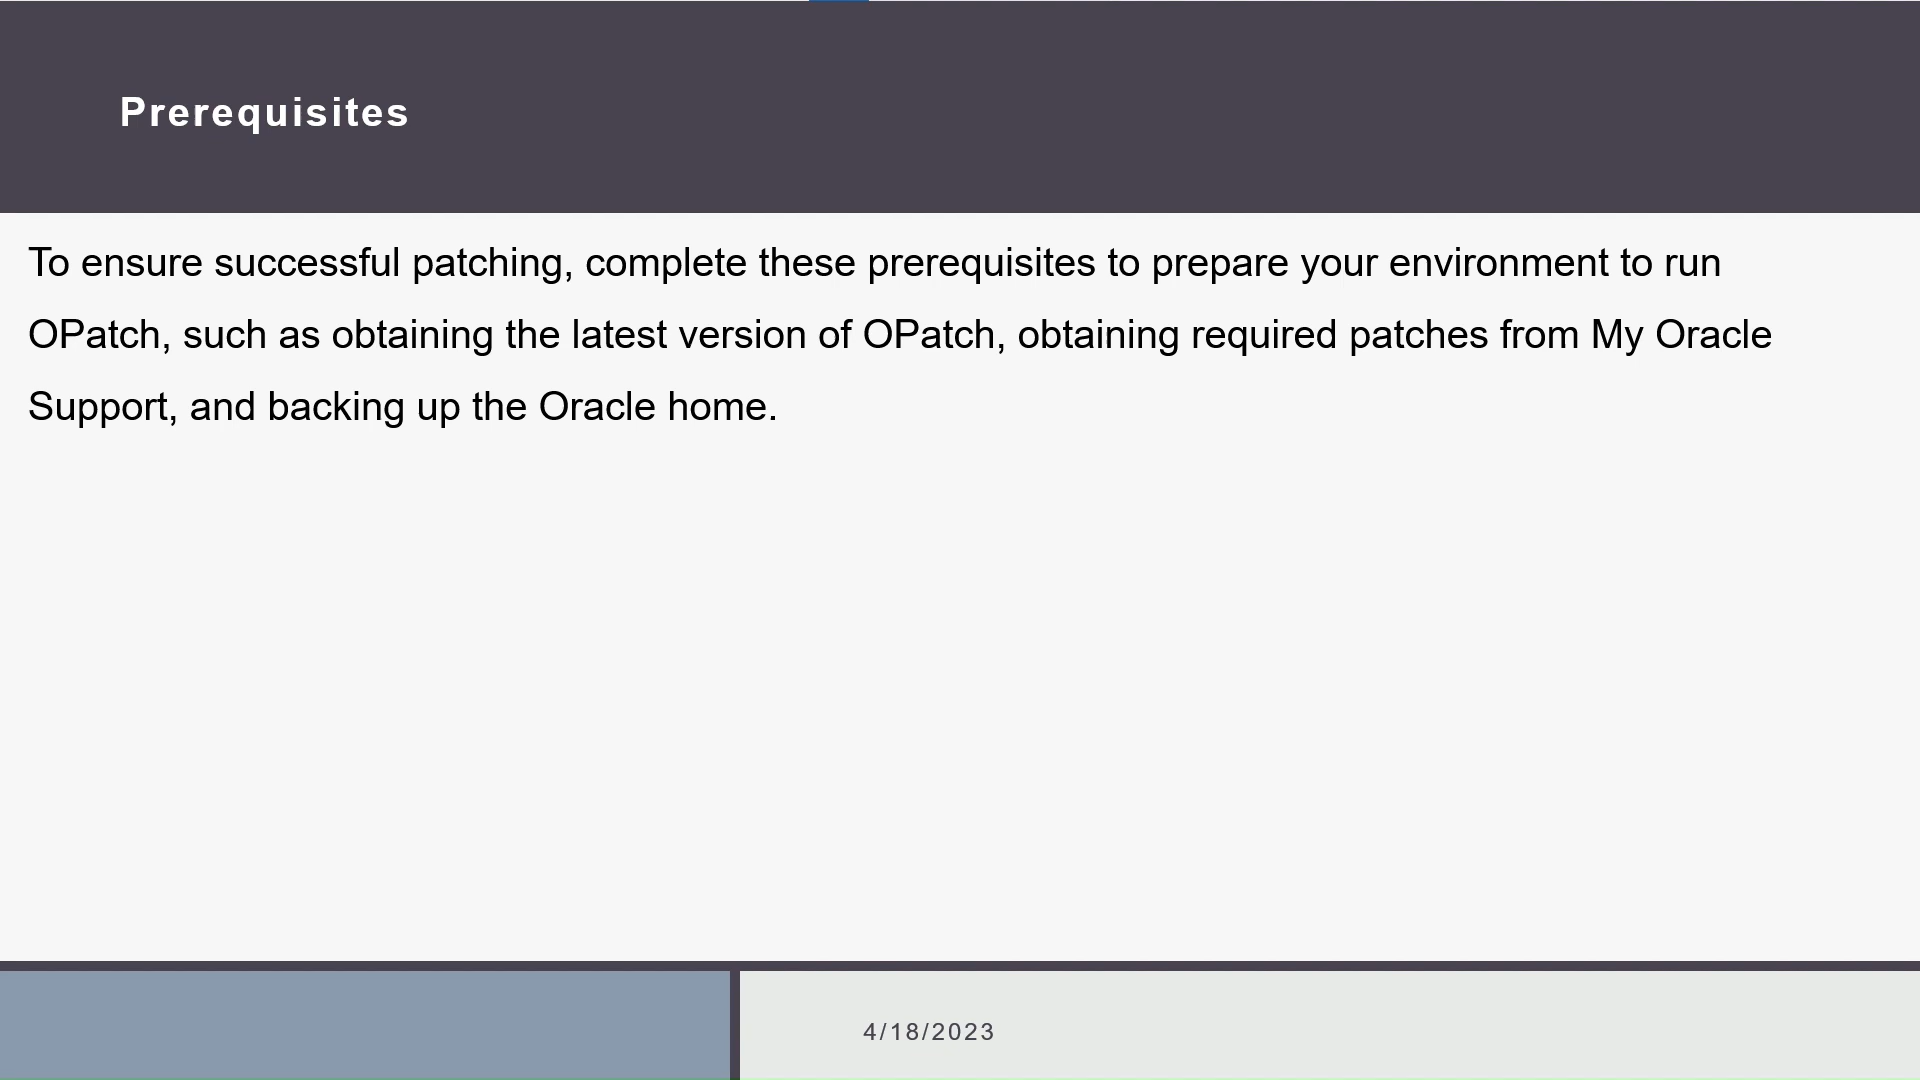 Prerequisites
To ensure successful patching, complete these prerequisites to prepare your environment to run
OPatch, such as obtaining the latest version of OPatch, obtaining required patches from My Oracle
Support, and backing up the Oracle home.
4/18/2023